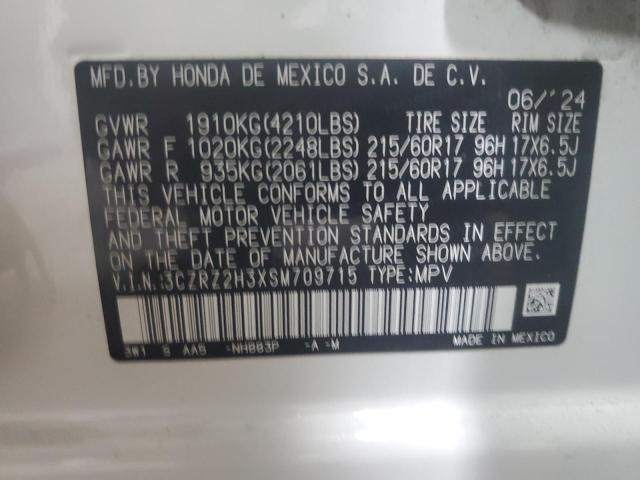 MFD.BY HONDA DE MEXICO S.A. DE C.V.
06/'24
GVWR 1910KG(4210LBS) TIRE SIZE RIM SIZE
GAWR F 1020KG(2248LBS) 215/60R17 96H 17X6.5J
GAWR R 935KG(2061LBS) 215/60R17 96H 17X6.5J
THIS VEHICLE CONFORMS TO ALL APPLICABLE
FEDERAL MOTOR VEHICLE SAFETY
AND THEFT PREVENTION STANDARDS IN
EFFECT ON THE DATE OF MANUFACTURE SHOWN ABOVE.
V.I.N:3CZRZ2H3XSM709715 TYPE:MPV
3W1 S AA5 NH883P A M
MADE IN MEXICO